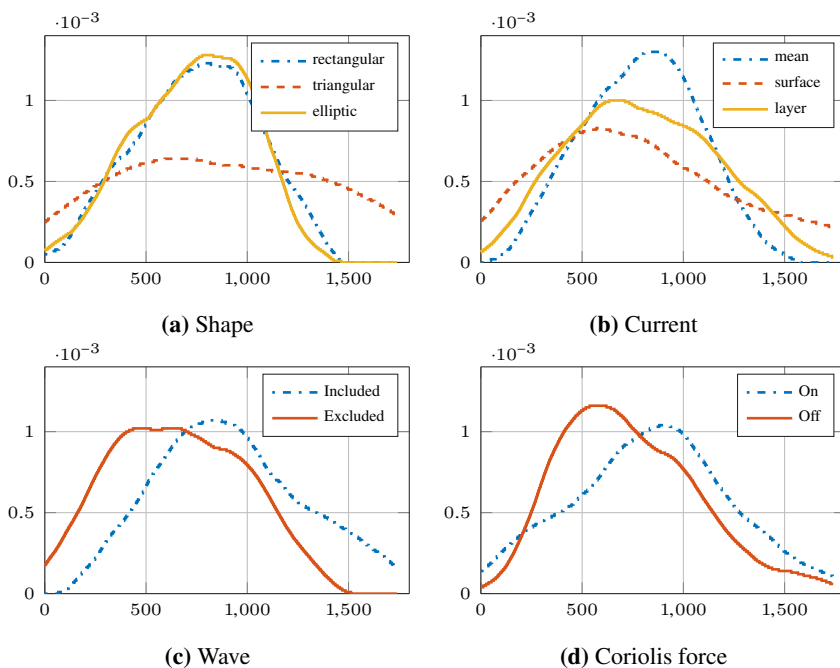 ·10⁻³
1
0.5
0
0
500
1,000
1,500
rectangular
triangular
elliptic
(a) Shape
·10⁻³
1
0.5
0
0
500
1,000
1,500
mean
surface
layer
(b) Current
·10⁻³
1
0.5
0
0
500
1,000
1,500
Included
Excluded
(c) Wave
·10⁻³
1
0.5
0
0
500
1,000
1,500
On
Off
(d) Coriolis force